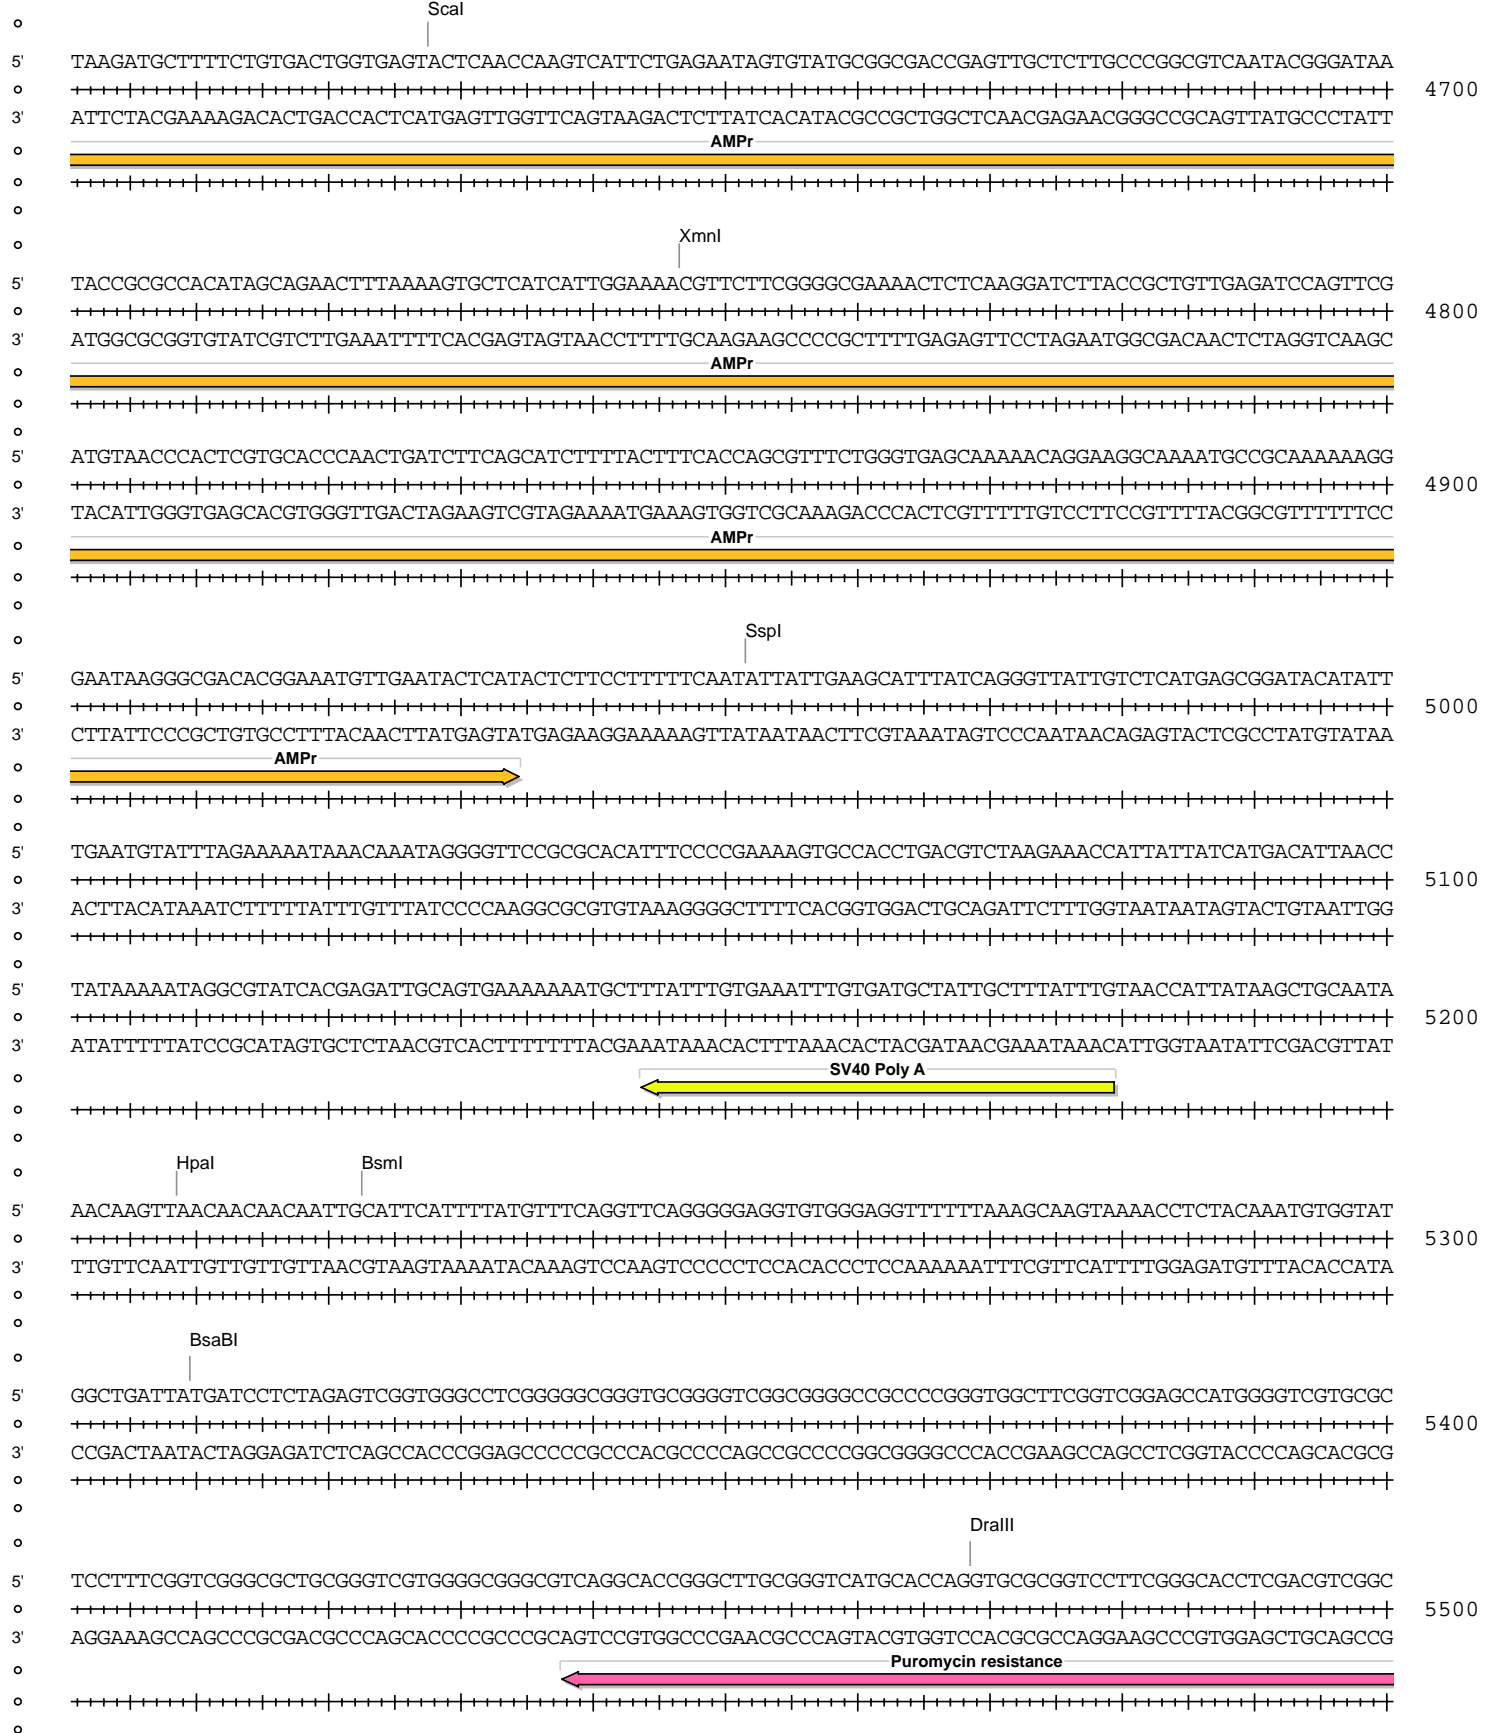 ScaI
5' TAAGATGCTTTTCTGTGACTGGTGAGTACTCAACCAAGTCATTCTGAGAATAGTGTATGCGGCGACCGAGTTGCTCTTGCCCGGCGTCAATACGGGATAA
4700
3' ATTCTACGAAAAGACACTGACCACTCATGAGTTGGTTCAGTAAGACTCTTATCACATACGCCGCTGGCTCAACGAGAACGGGCCGCAGTTATGCCCTATT
AMPr
XmnI
5' TACCGCGCCACATAGCAGAACTTTAAAAGTGCTCATCATTGGAAAACGTTCTTCGGGGCGAAAACTCTCAAGGATCTTACCGCTGTTGAGATCCAGTTCG
4800
3' ATGGCGCGGTGTATCGTCTTGAAATTTTCACGAGTAGTAACCTTTTGCAAGAAGCCCCGCTTTTGAGAGTTCCTAGAATGGCGACAACTCTAGGTCAAGC
AMPr
5' ATGTAACCCACTCGTGCACCCAACTGATCTTCAGCATCTTTTACTTTCACCAGCGTTTCTGGGTGAGCAAAAACAGGAAGGCAAAATGCCGCAAAAAAGG
4900
3' TACATTGGGTGAGCACGTGGGTTGACTAGAAGTCGTAGAAAATGAAAGTGGTCGCAAAGACCCACTCGTTTTTGTCCTTCCGTTTTACGGCGTTTTTTCC
AMPr
SspI
5' GAATAAGGGCGACACGGAAATGTTGAATACTCATACTCTTCCTTTTTCAATATTATTGAAGCATTTATCAGGGTTATTGTCTCATGAGCGGATACATATT
5000
3' CTTATTCCCGCTGTGCCTTTACAACTTATGAGTATGAGAAGGAAAAAGTTATAATAACTTCGTAAATAGTCCCAATAACAGAGTACTCGCCTATGTATAA
AMPr
5' TGAATGTATTTAGAAAAATAAACAAATAGGGGTTCCGCGCACATTTCCCCGAAAAGTGCCACCTGACGTCTAAGAAACCATTATTATCATGACATTAACC
5100
3' ACTTACATAAATCTTTTTATTTGTTTATCCCCAAGGCGCGTGTAAAGGGGCTTTTCACGGTGGACTGCAGATTCTTTGGTAATAATAGTACTGTAATTGG
5' TATAAAAATAGGCGTATCACGAGATTGCAGTGAAAAAAATGCTTTATTTGTGAAATTTGTGATGCTATTGCTTTATTTGTAACCATTATAAGCTGCAATA
5200
3' ATATTTTTATCCGCATAGTGCTCTAACGTCACTTTTTTTACGAAATAAACACTTTAAACACTACGATAACGAAATAAACATTGGTAATATTCGACGTTAT
SV40 Poly A
HpaI BsmI
5' AACAAGTTAACAACAACAATTGCATTCATTTTATGTTTCAGGTTCAGGGGGAGGTGTGGGAGGTTTTTTAAAGCAAGTAAAACCTCTACAAATGTGGTAT
5300
3' TTGTTCAATTGTTGTTGTTAACGTAAGTAAAATACAAAGTCCAAGTCCCCCTCCACACCCTCCAAAAAATTTCGTTCATTTTGGAGATGTTTACACCATA
BsaBI
5' GGCTGATTATGATCCTCTAGAGTCGGTGGGCCTCGGGGGCGGGTGCGGGGTCGGCGGGGCCGCCCCGGGTGGCTTCGGTCGGAGCCATGGGGTCGTGCGC
5400
3' CCGACTAATACTAGGAGATCTCAGCCACCCGGAGCCCCCGCCCACGCCCCAGCCGCCCCGGCGGGGCCCACCGAAGCCAGCCTCGGTACCCCAGCACGCG
DraIII
5' TCCTTTCGGTCGGGCGCTGCGGGTCGTGGGGCGGGCGTCAGGCACCGGGCTTGCGGGTCATGCACCAGGTGCGCGGTCCTTCGGGCACCTCGACGTCGGC
5500
3' AGGAAAGCCAGCCCGCGACGCCCAGCACCCCGCCCGCAGTCCGTGGCCCGAACGCCCAGTACGTGGTCCACGCGCCAGGAAGCCCGTGGAGCTGCAGCCG
Puromycin resistance